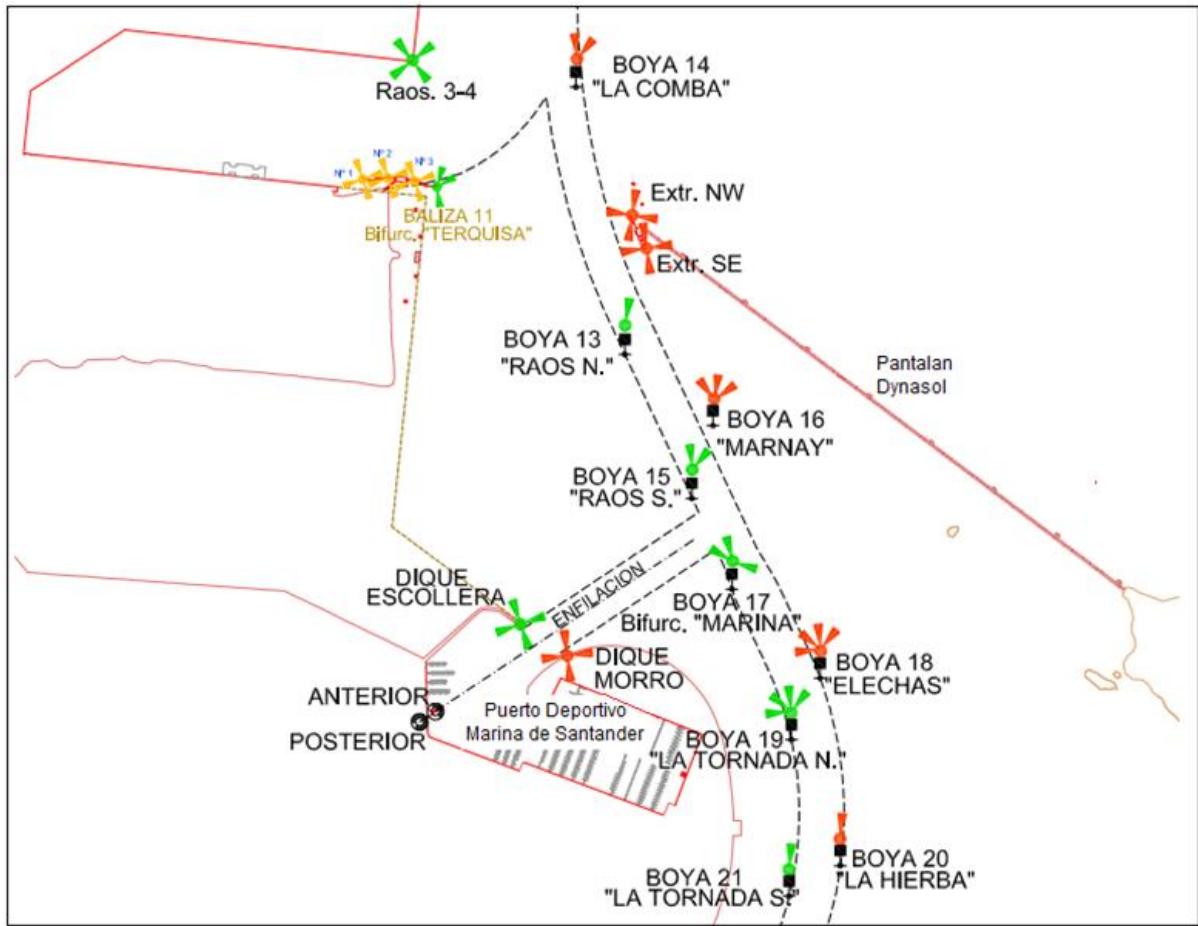 BOYA 14
"LA COMBA"
Raos. 3-4
Nº 1
Nº 2
Nº 3
BALIZA 11
Bifurc. "TERQUISA"
Extr. NW
Extr. SE
BOYA 13
"RAOS N."
Pantalan
Dynasol
BOYA 16
"MARNAY"
BOYA 15
"RAOS S."
DIQUE
ESCOLLERA
ENFILACION
BOYA 17
Bifurc. "MARINA"
DIQUE
MORRO
BOYA 18
"ELECHAS"
ANTERIOR
POSTERIOR
Puerto Deportivo
Marina de Santander
BOYA 19
"LA TORNADA N."
BOYA 20
"LA HIERBA"
BOYA 21
"LA TORNADA S."